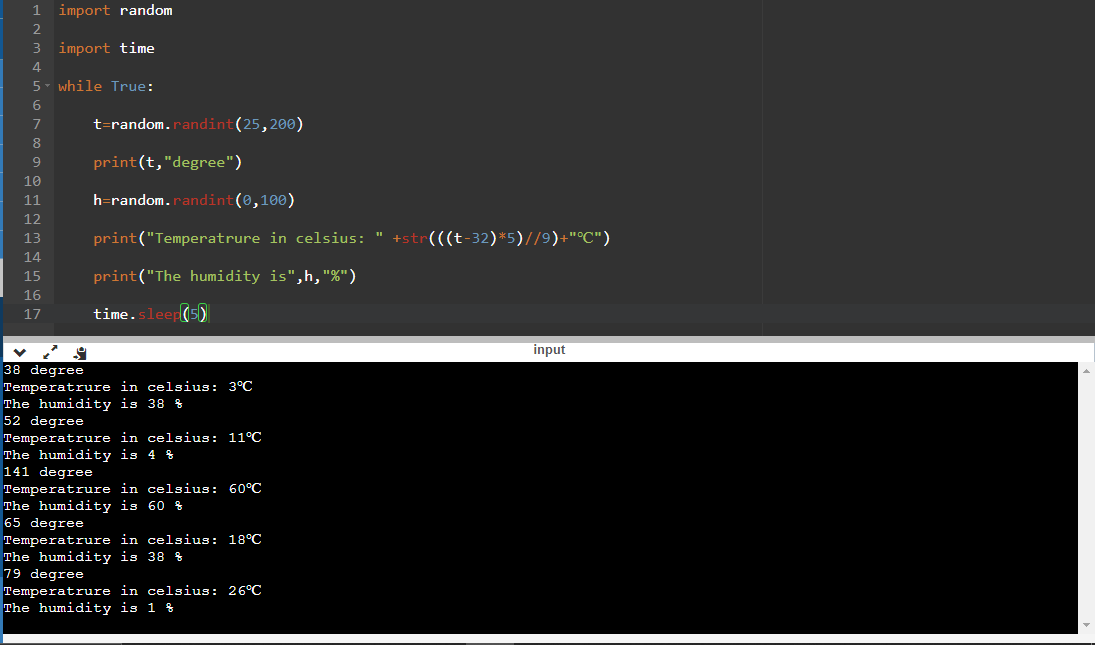 1 import random
2
3 import time
4
5 while True:
6
7     t=random.randint(25,200)
8
9     print(t,"degree")
10
11     h=random.randint(0,100)
12
13     print("Temperatrure in celsius: " +str(((t-32)*5)//9)+"℃")
14
15     print("The humidity is",h,"%")
16
17     time.sleep(5)
input
38 degree
Temperatrure in celsius: 3℃
The humidity is 38 %
52 degree
Temperatrure in celsius: 11℃
The humidity is 4 %
141 degree
Temperatrure in celsius: 60℃
The humidity is 60 %
65 degree
Temperatrure in celsius: 18℃
The humidity is 38 %
79 degree
Temperatrure in celsius: 26℃
The humidity is 1 %